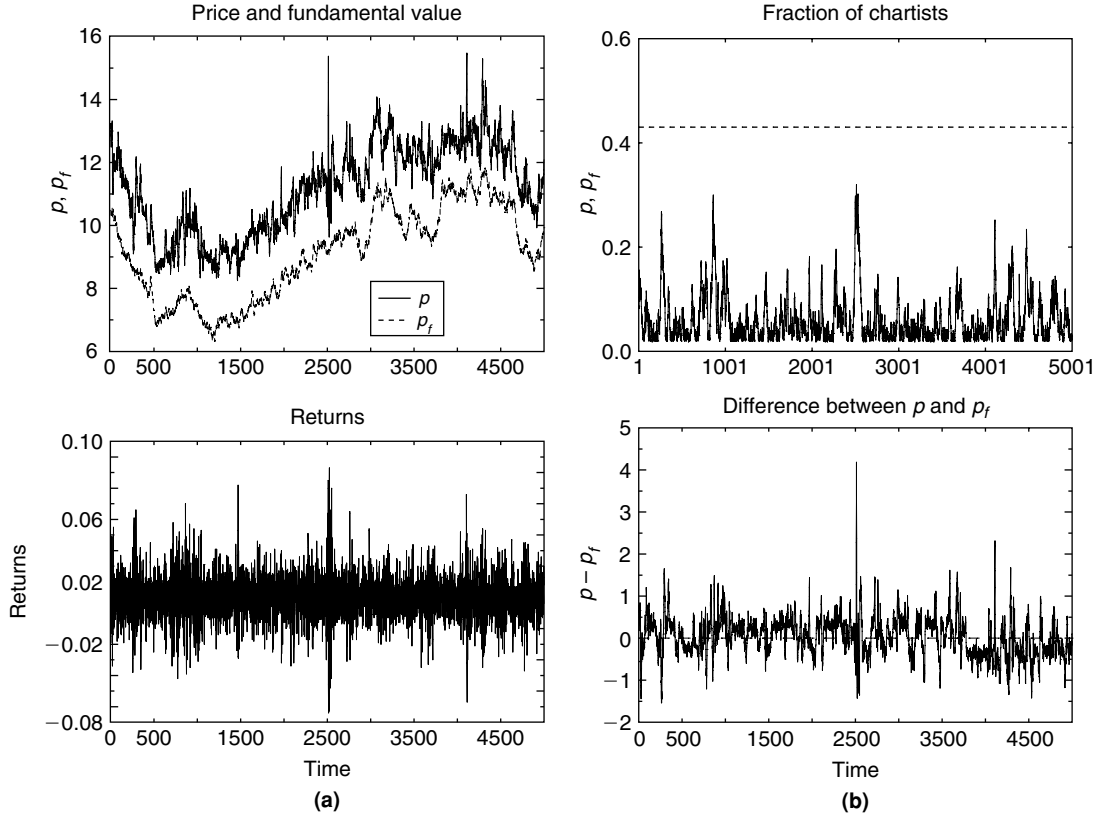 Price and fundamental value
16
14
12
10
8
6
p, pf
p
pf
0 500 1500 2500 3500 4500
Returns
0.10
0.06
0.02
−0.02
−0.08
Returns
0 500 1500 2500 3500 4500
Time
(a)
Fraction of chartists
0.6
0.4
0.2
0.0
p, pf
1 1001 2001 3001 4001 5001
Difference between p and pf
5
4
3
2
1
0
−1
−2
p − pf
0 500 1500 2500 3500 4500
Time
(b)